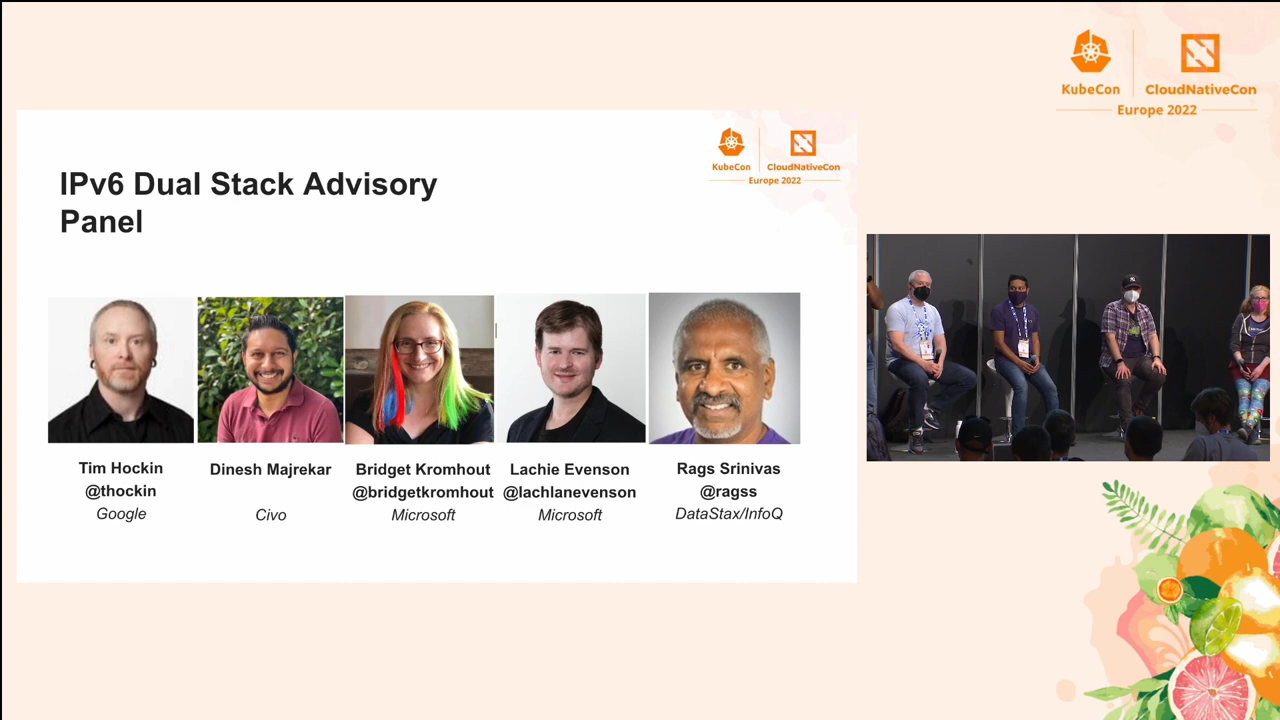 KubeCon
CloudNativeCon
Europe 2022
IPv6 Dual Stack Advisory
Panel
KubeCon
CloudNativeCon
Europe 2022
Tim Hockin
@thockin
Google
Dinesh Majrekar
Civo
Bridget Kromhout
@bridgetkromhout
Microsoft
Lachie Evenson
@lachlanevenson
Microsoft
Rags Srinivas
@ragss
DataStax/InfoQ